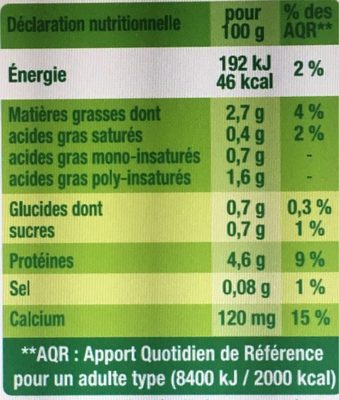 Déclaration nutritionnelle pour 100 g % des AQR**
Énergie 192 kJ 46 kcal 2 %
Matières grasses dont 2,7 g 4 %
acides gras saturés 0,4 g 2 %
acides gras mono-insaturés 0,7 g -
acides gras poly-insaturés 1,6 g -
Glucides dont 0,7 g 0,3 %
sucres 0,7 g 1 %
Protéines 4,6 g 9 %
Sel 0,08 g 1 %
Calcium 120 mg 15 %
**AQR : Apport Quotidien de Référence
pour un adulte type (8400 kJ / 2000 kcal)